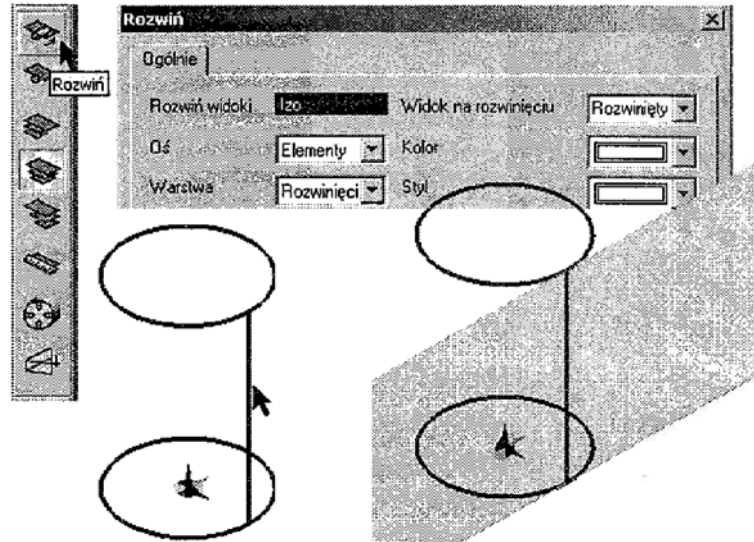 Rozwiń
Rozwiń
Ogólnie
Rozwiń widoki Izo Widok na rozwinięciu Rozwinięty
Oś Elementy Kolor
Warstwa Rozwinięci Styl